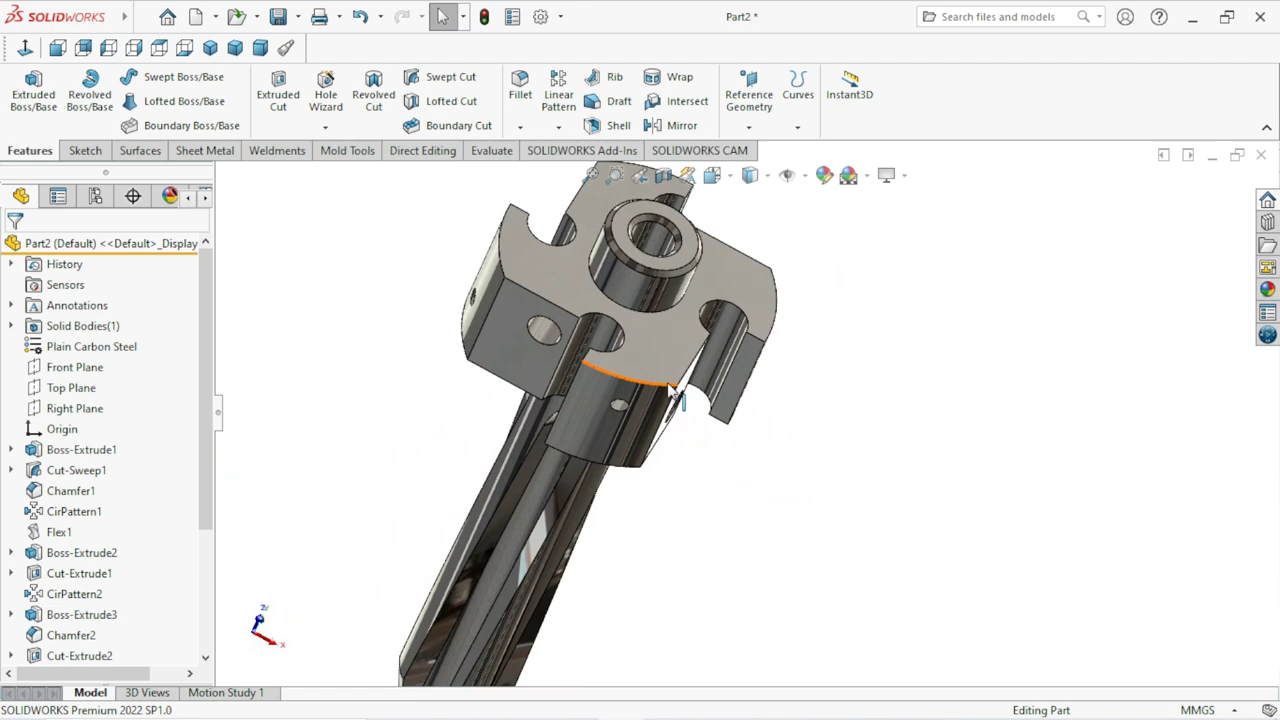 SOLIDWORKS
Part2 *
Search files and models
Extruded Boss/Base
Revolved Boss/Base
Swept Boss/Base
Lofted Boss/Base
Boundary Boss/Base
Extruded Cut
Hole Wizard
Revolved Cut
Swept Cut
Lofted Cut
Boundary Cut
Fillet
Linear Pattern
Rib
Draft
Shell
Wrap
Intersect
Mirror
Reference Geometry
Curves
Instant3D
Features
Sketch
Surfaces
Sheet Metal
Weldments
Mold Tools
Direct Editing
Evaluate
SOLIDWORKS Add-Ins
SOLIDWORKS CAM
Part2 (Default) <<Default>_Display
History
Sensors
Annotations
Solid Bodies(1)
Plain Carbon Steel
Front Plane
Top Plane
Right Plane
Origin
Boss-Extrude1
Cut-Sweep1
Chamfer1
CirPattern1
Flex1
Boss-Extrude2
Cut-Extrude1
CirPattern2
Boss-Extrude3
Chamfer2
Cut-Extrude2
X
Model
3D Views
Motion Study 1
SOLIDWORKS Premium 2022 SP1.0
Editing Part
MMGS